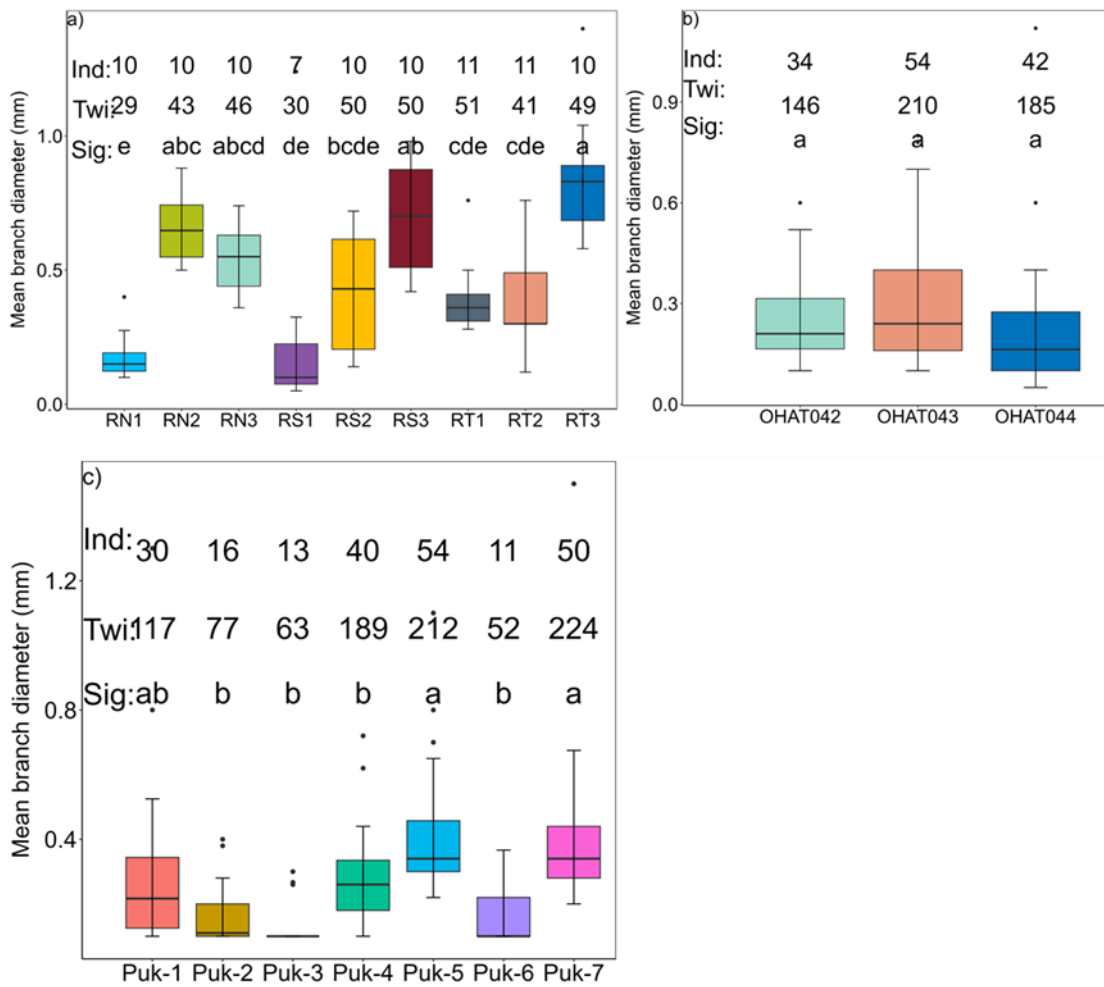 a)
Ind: 10 10 10 7 10 10 11 11 10
Twi: 29 43 46 30 50 50 51 41 49
Sig: e abc abcd de bcde ab cde cde a
Mean branch diameter (mm)
1.0
0.5
0.0
RN1 RN2 RN3 RS1 RS2 RS3 RT1 RT2 RT3
b)
Ind: 34 54 42
Twi: 146 210 185
Sig: a a a
Mean branch diameter (mm)
0.9
0.6
0.3
0.0
OHAT042 OHAT043 OHAT044
c)
Ind: 30 16 13 40 54 11 50
Twi: 117 77 63 189 212 52 224
Sig: ab b b b a b a
Mean branch diameter (mm)
1.2
0.8
0.4
Puk-1 Puk-2 Puk-3 Puk-4 Puk-5 Puk-6 Puk-7